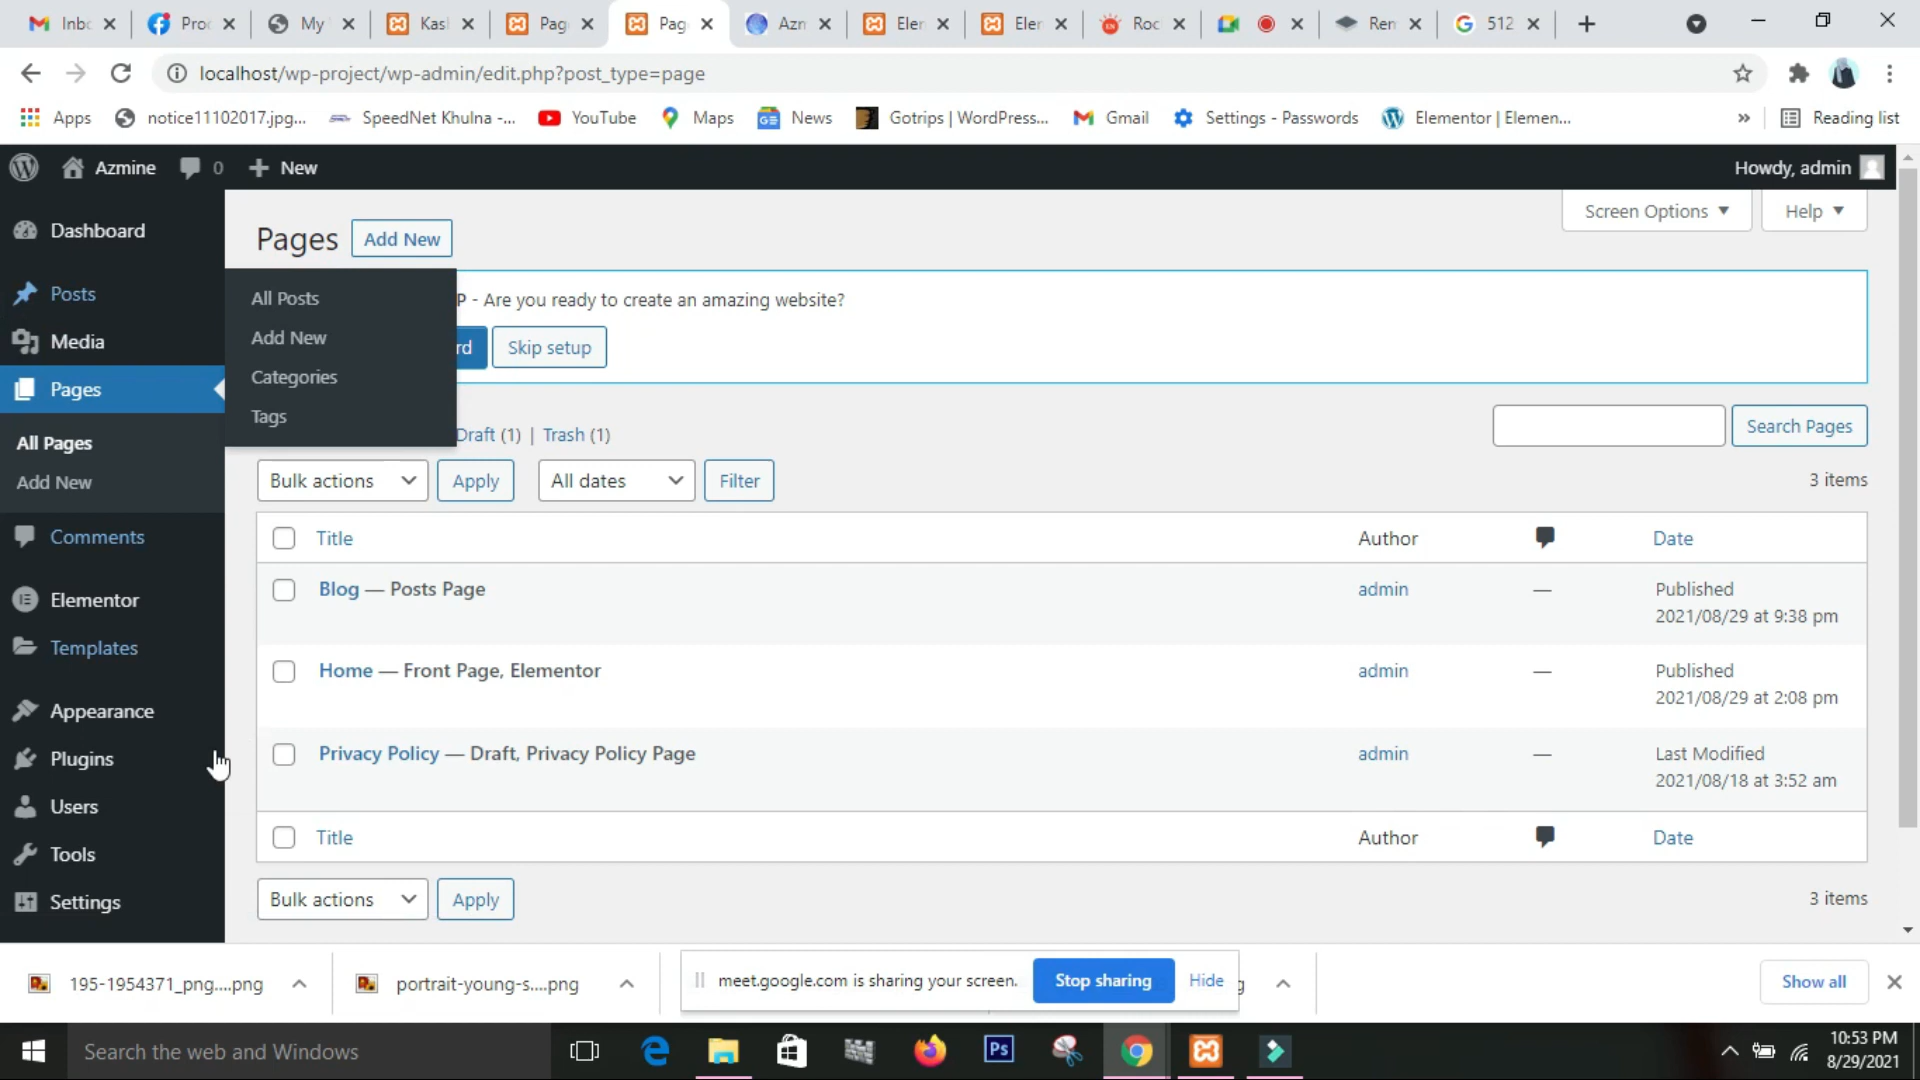 Inb
Proc
My
Kas
Pag
Pag
Azm
Eler
Eler
Roc
Ren
512
localhost/wp-project/wp-admin/edit.php?post_type=page
Apps
notice11102017.jpg...
SpeedNet Khulna -...
YouTube
Maps
News
Gotrips | WordPress...
Gmail
Settings - Passwords
Elementor | Elemen...
»
Reading list
Azmine
0
+ New
Howdy, admin
Dashboard
Posts
Media
Pages
All Pages
Add New
Comments
Elementor
Templates
Appearance
Plugins
Users
Tools
Settings
All Posts
Add New
Categories
Tags
Pages
Add New
Screen Options
Help
P - Are you ready to create an amazing website?
rd
Skip setup
Draft (1) | Trash (1)
Search Pages
Bulk actions
Apply
All dates
Filter
3 items
Title
Author
Date
Blog — Posts Page
admin
—
Published
2021/08/29 at 9:38 pm
Home — Front Page, Elementor
admin
—
Published
2021/08/29 at 2:08 pm
Privacy Policy — Draft, Privacy Policy Page
admin
—
Last Modified
2021/08/18 at 3:52 am
Title
Author
Date
Bulk actions
Apply
3 items
195-1954371_png....png
portrait-young-s....png
meet.google.com is sharing your screen.
Stop sharing
Hide
g
Show all
Search the web and Windows
Ps
10:53 PM
8/29/2021